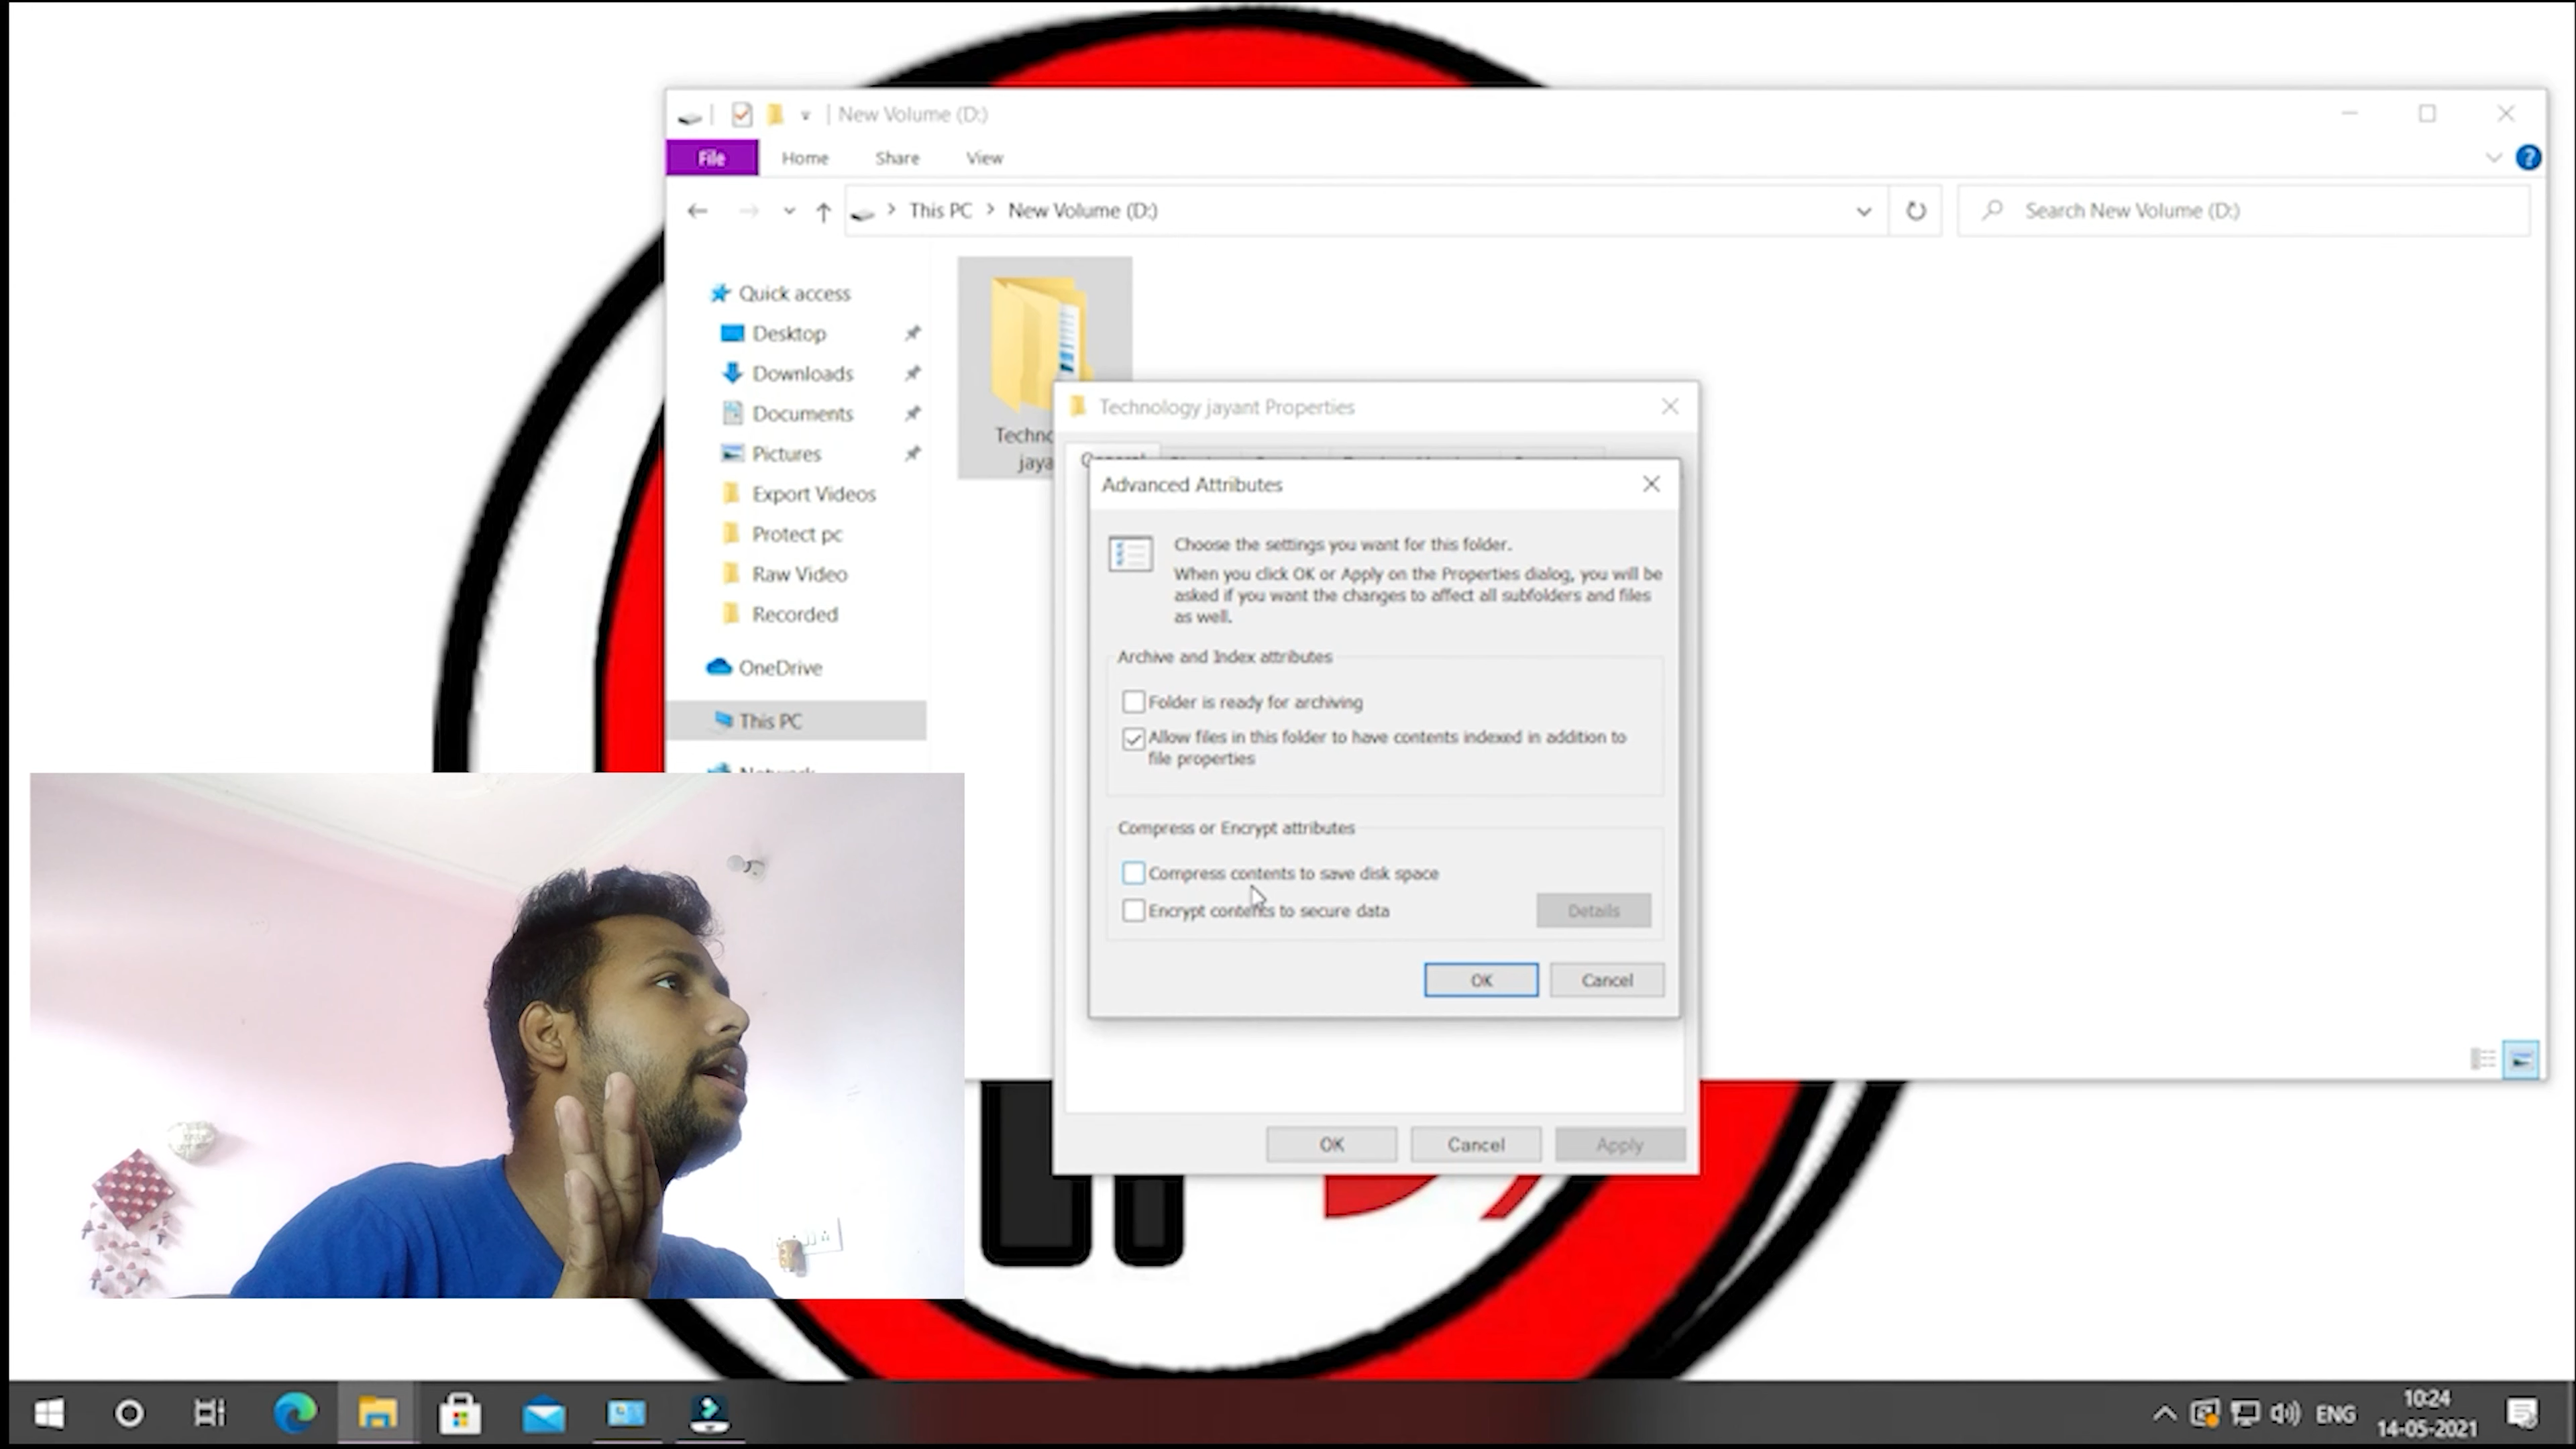 New Volume (D:)
File Home Share View
This PC > New Volume (D:)
Search New Volume (D:)
Quick access
Desktop
Downloads
Documents
Pictures
Export Videos
Protect pc
Raw Video
Recorded
OneDrive
This PC
Technology jayant Properties
Advanced Attributes
Choose the settings you want for this folder.
When you click OK or Apply on the Properties dialog, you will be
asked if you want the changes to affect all subfolders and files
as well.
Archive and Index attributes
Folder is ready for archiving
Allow files in this folder to have contents indexed in addition to
file properties
Compress or Encrypt attributes
Compress contents to save disk space
Encrypt contents to secure data
Details
OK Cancel
OK Cancel Apply
ENG
10:24
14-05-2021